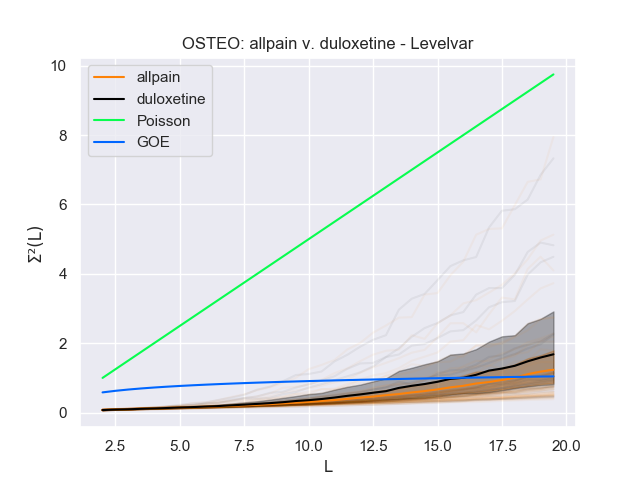 OSTEO: allpain v. duloxetine - Levelvar
allpain
duloxetine
Poisson
GOE
Σ²(L)
10
8
6
4
2
0
2.5 5.0 7.5 10.0 12.5 15.0 17.5 20.0
L